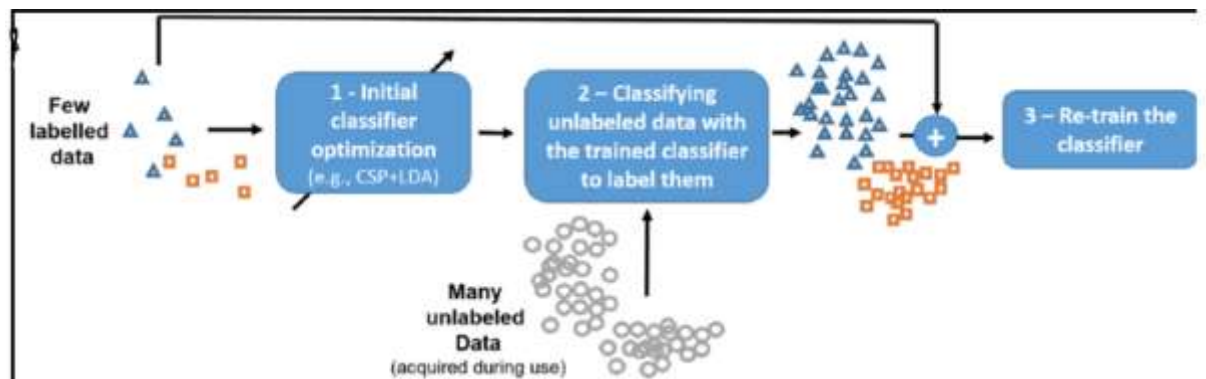 Few
labelled
data
1 - Initial
classifier
optimization
(e.g., CSP+LDA)
2 – Classifying
unlabeled data with
the trained classifier
to label them
+
3 – Re-train the
classifier
Many
unlabeled
Data
(acquired during use)